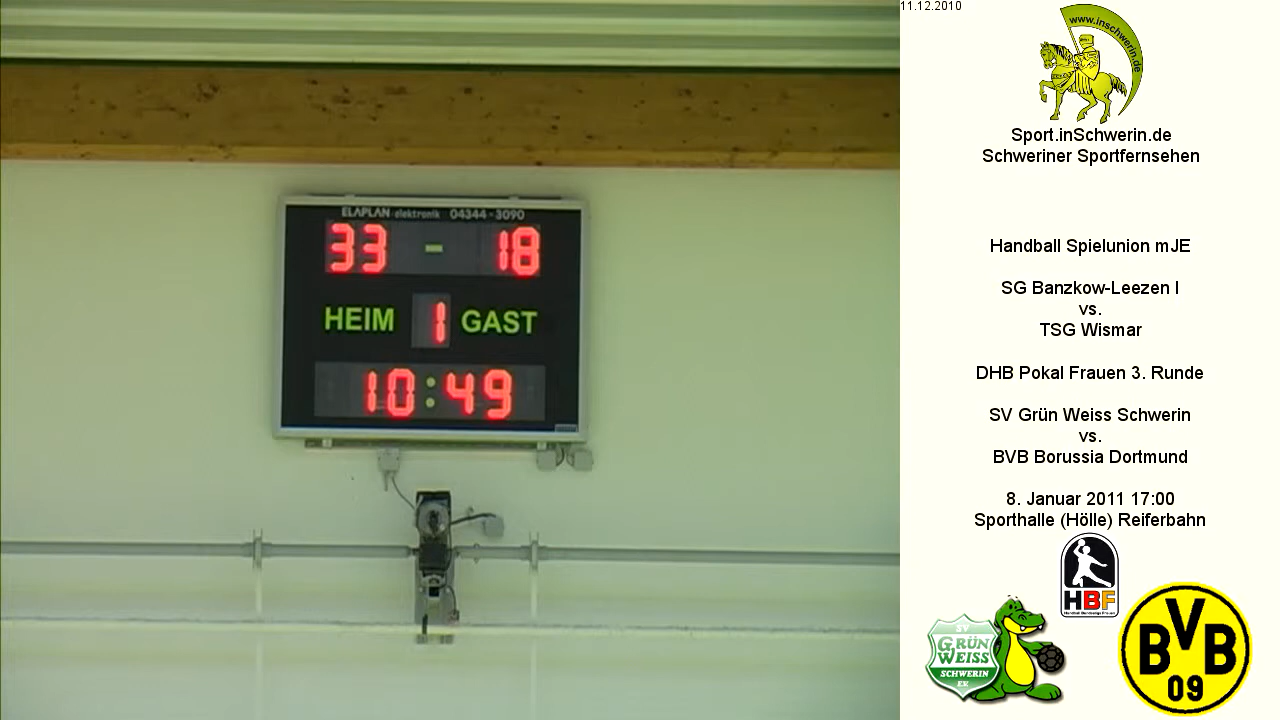 ELAPLAN elektronik 04344 - 3090
33 - 18
HEIM 1 GAST
10:49
11.12.2010
www.inschwerin.de
Sport.inSchwerin.de
Schweriner Sportfernsehen
Handball Spielunion mJE
SG Banzkow-Leezen I
vs.
TSG Wismar
DHB Pokal Frauen 3. Runde
SV Grün Weiss Schwerin
vs.
BVB Borussia Dortmund
8. Januar 2011 17:00
Sporthalle (Hölle) Reiferbahn
HBF
Handball Bundesliga Frauen
SV
GRÜN
WEISS
SCHWERIN
E.V.
BVB
09